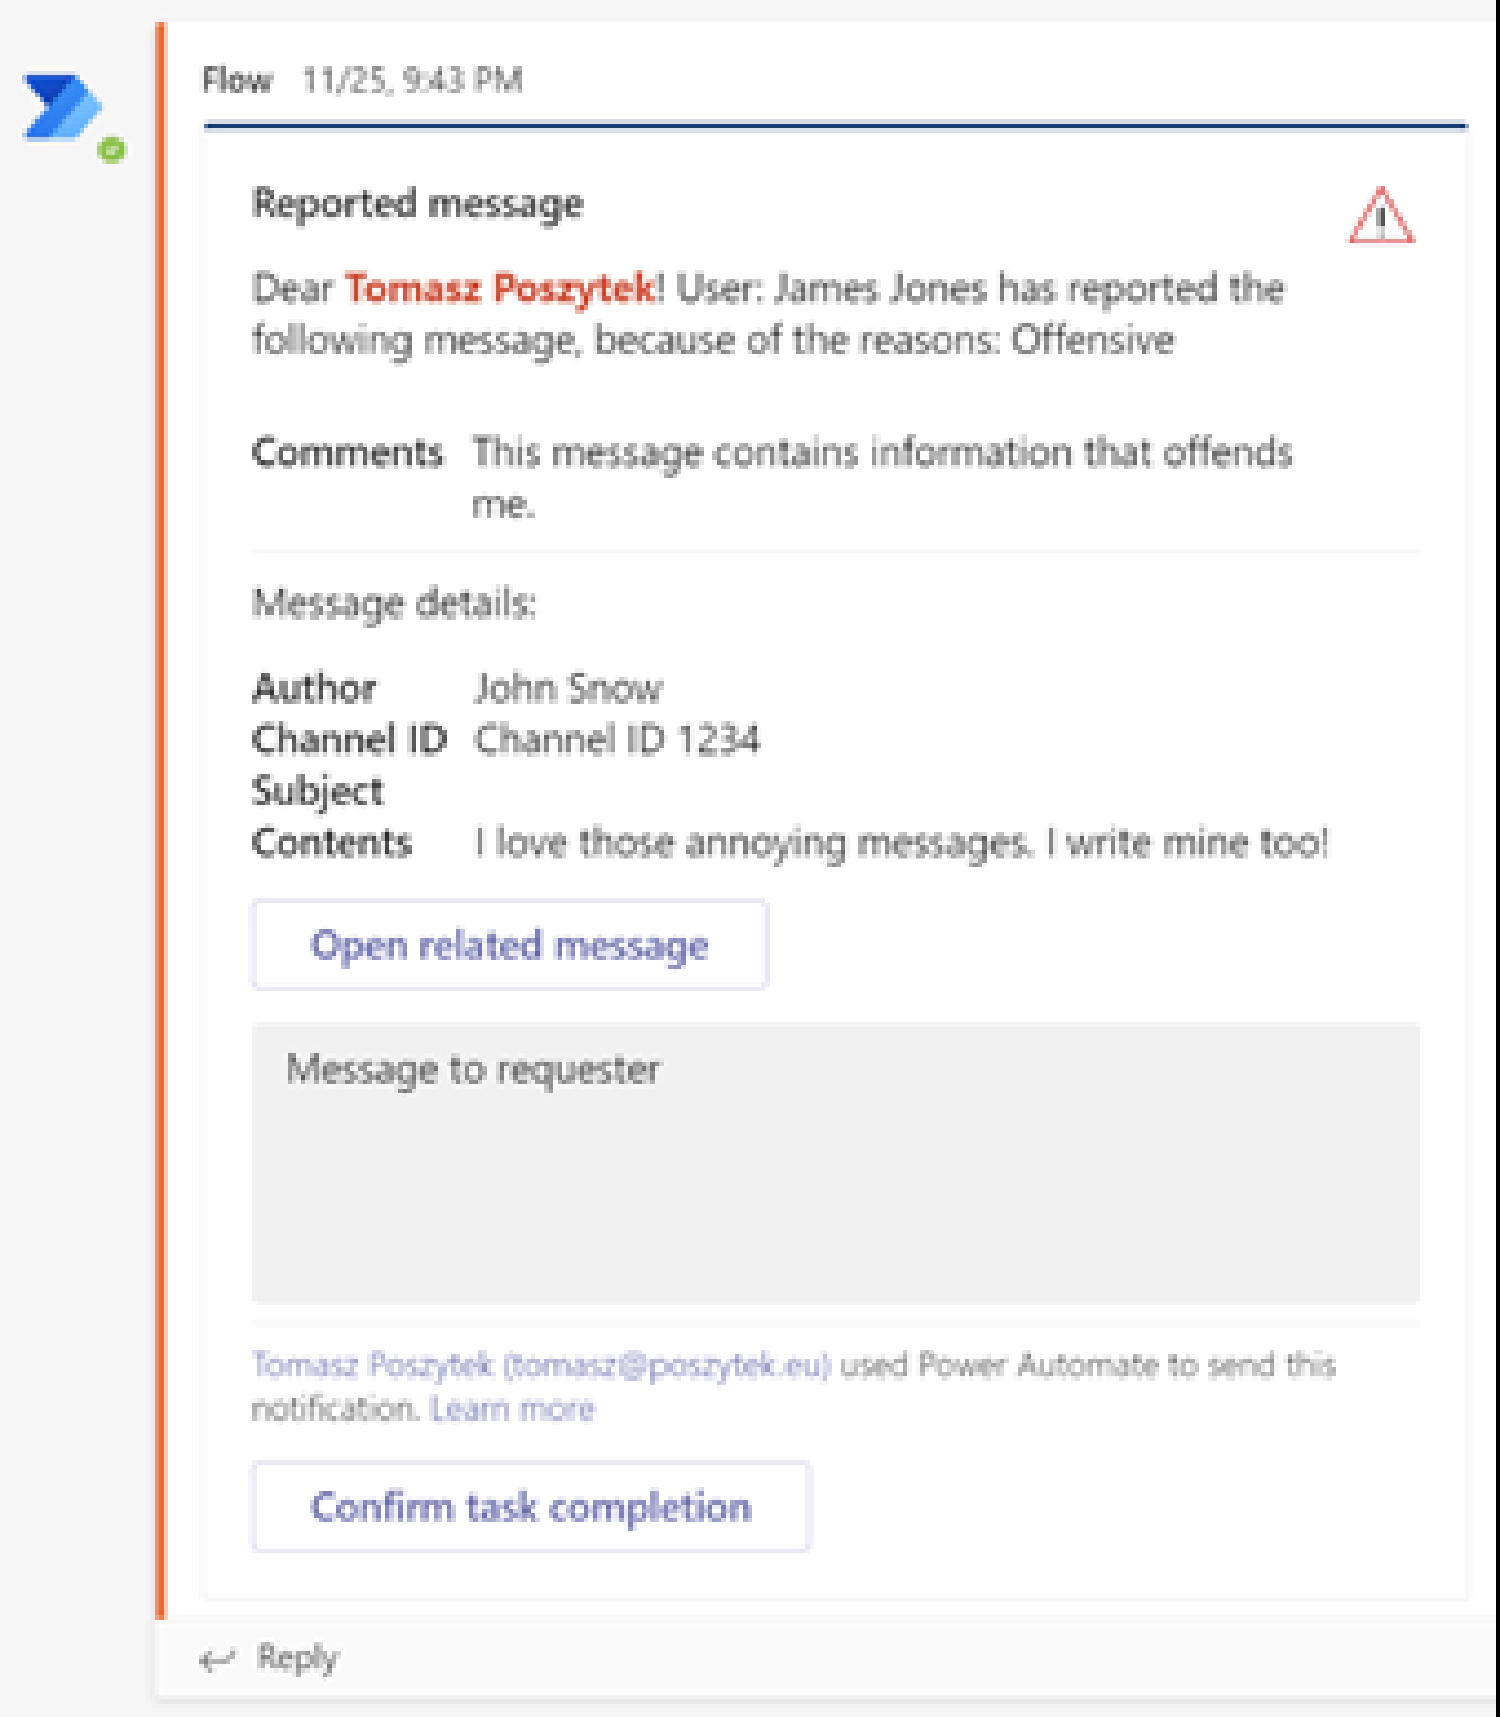 Flow 11/25, 9:43 PM
Reported message
Dear Tomasz Poszytek! User: James Jones has reported the
following message, because of the reasons: Offensive
Comments This message contains information that offends
me.
Message details:
Author John Snow
Channel ID Channel ID 1234
Subject
Contents I love those annoying messages. I write mine too!
Open related message
Message to requester
Tomasz Poszytek (tomasz@poszytek.eu) used Power Automate to send this
notification. Learn more
Confirm task completion
Reply